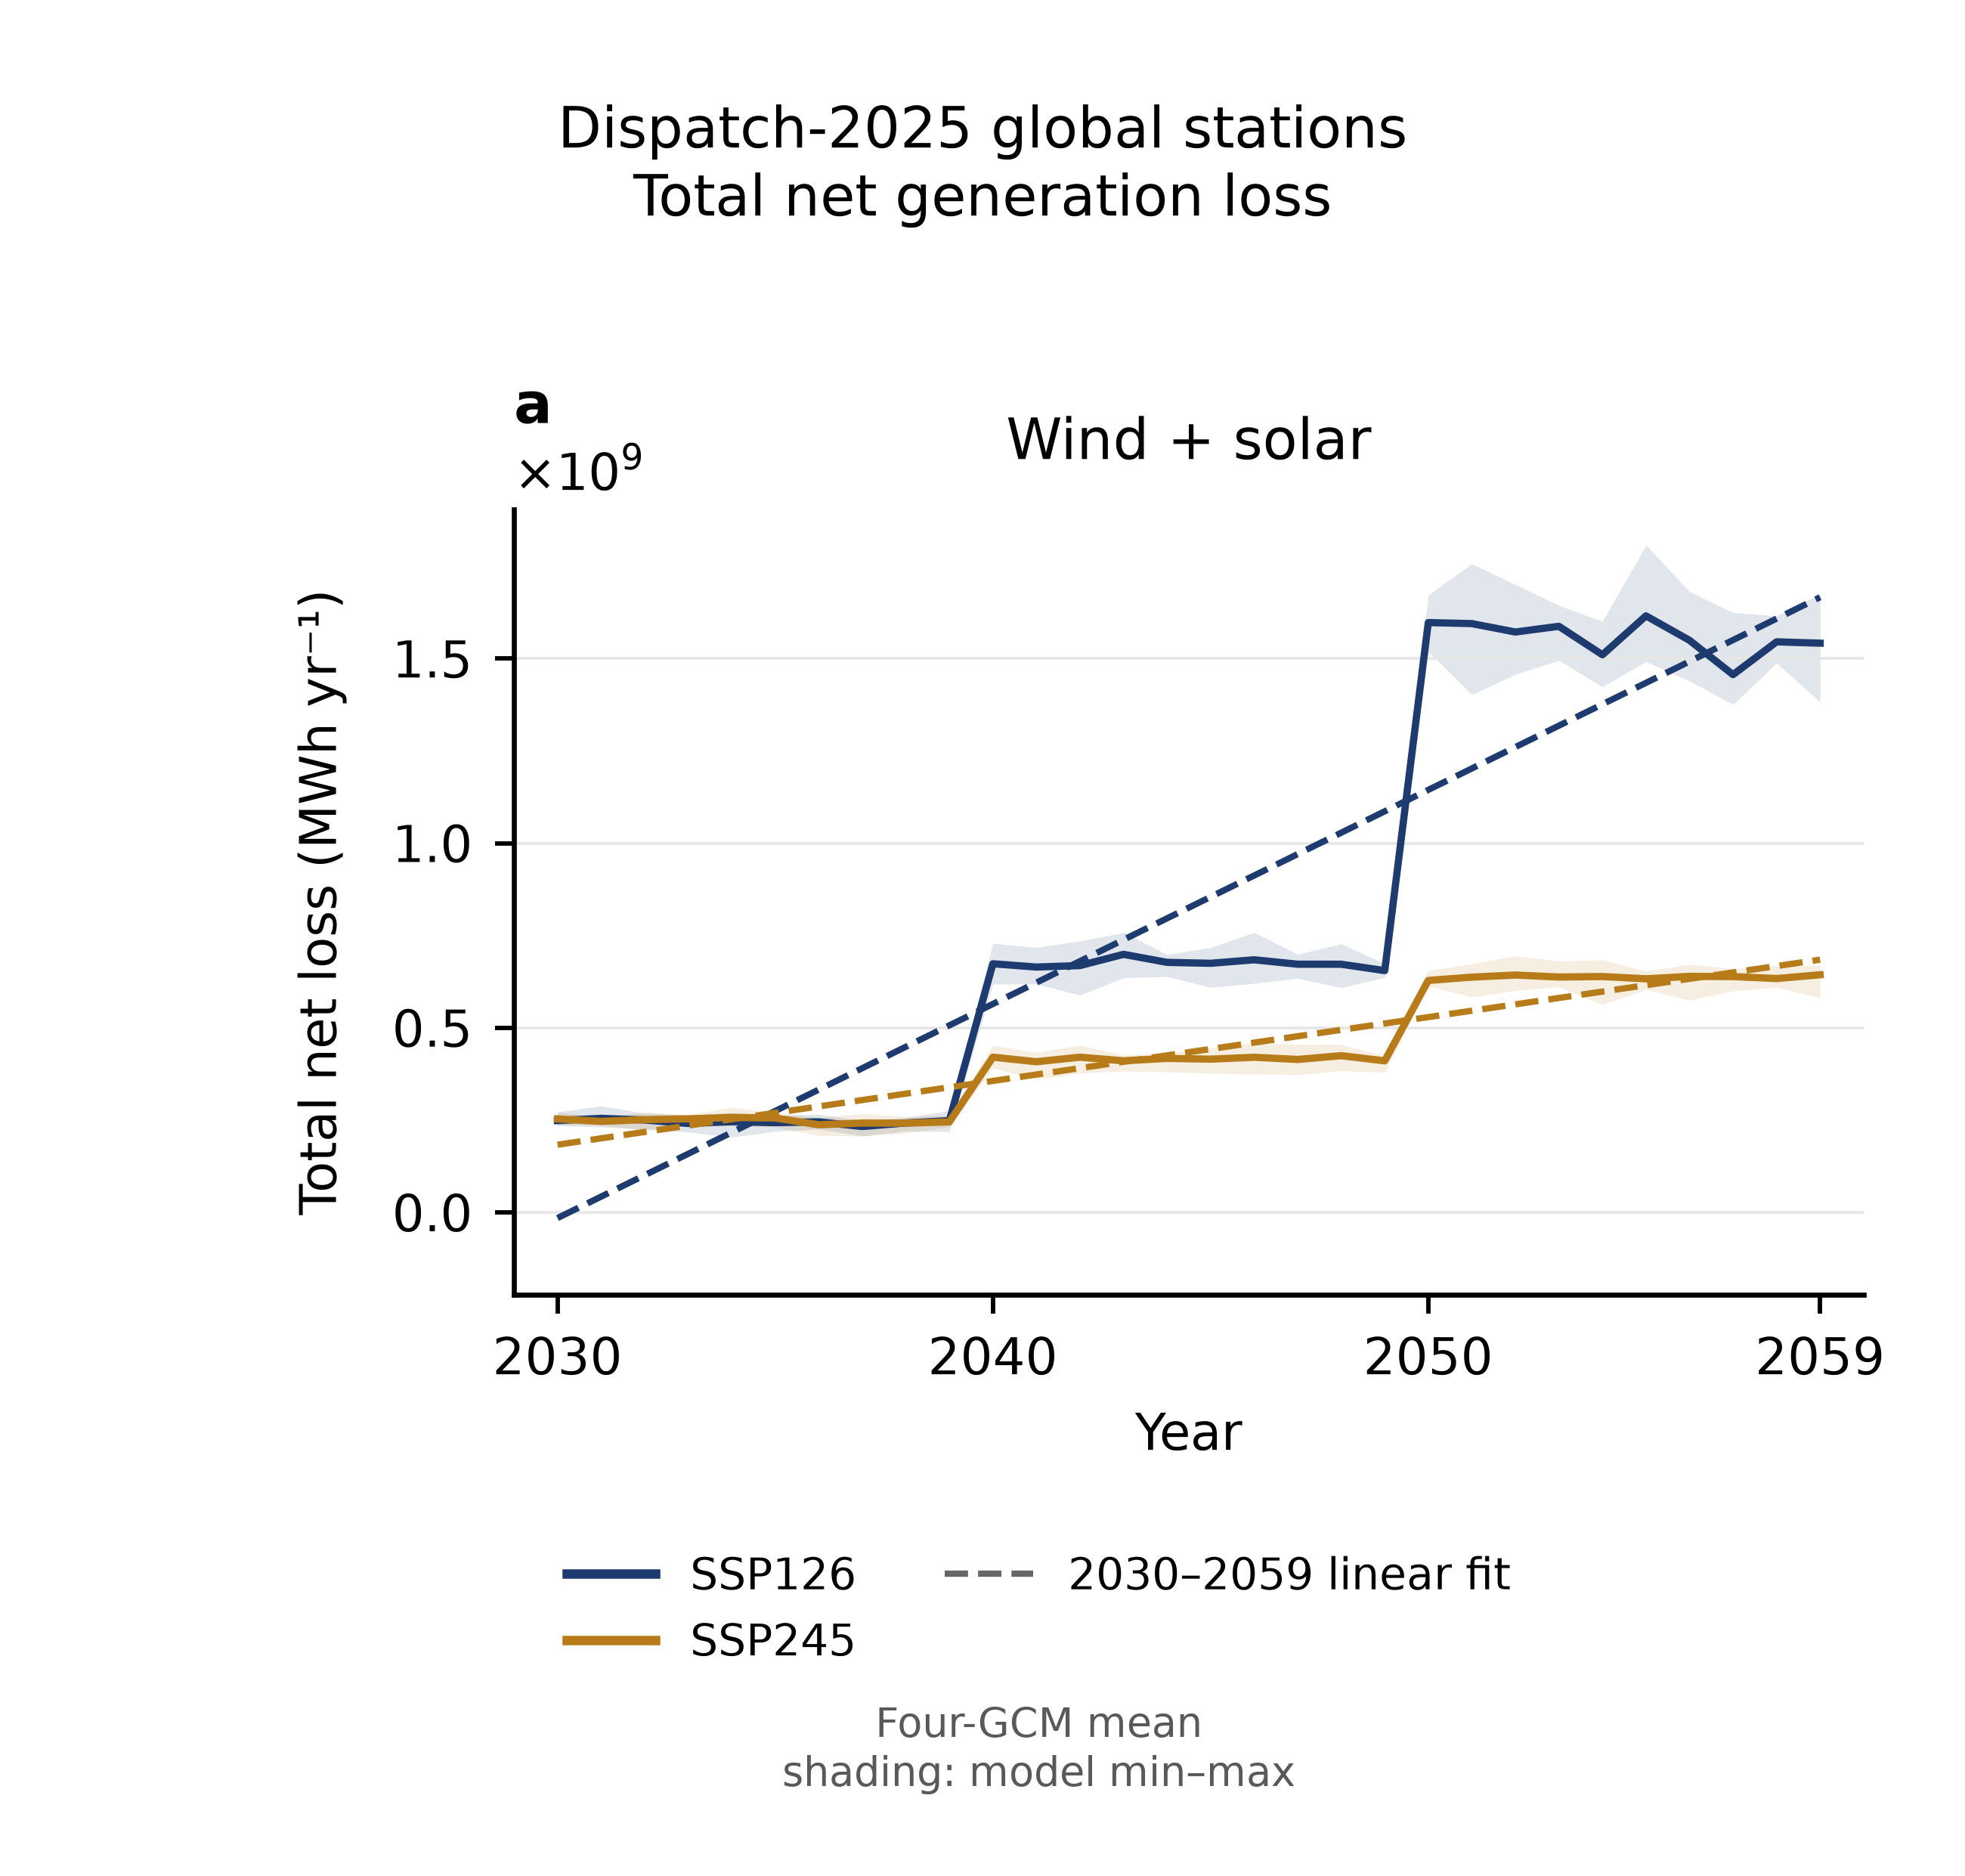 Dispatch-2025 global stations
Total net generation loss
a
×10⁹
Wind + solar
Total net loss (MWh yr⁻¹)
1.5
1.0
0.5
0.0
2030 2040 2050 2059
Year
SSP126
2030–2059 linear fit
SSP245
Four-GCM mean
shading: model min–max